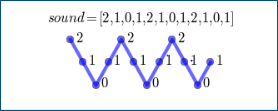 sound=[2,1,0,1,2,1,0,1,2,1,0,1]
2 2 2
1 1 1 1 1 1
0 0 0